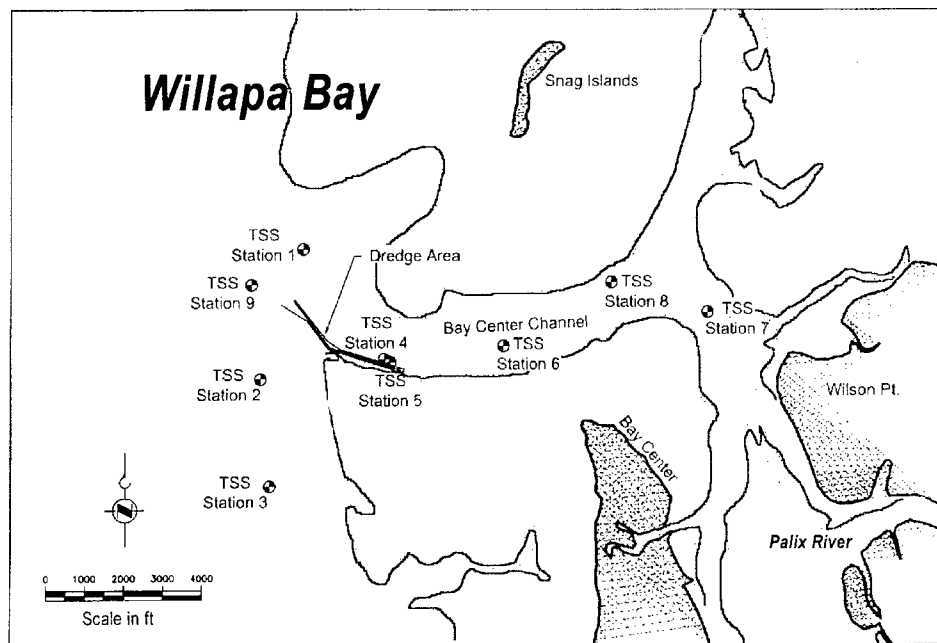 Willapa Bay
Snag Islands
TSS
Station 1
Dredge Area
TSS
Station 9
TSS
Station 8
TSS
Station 7
Bay Center Channel
TSS
Station 4
TSS
Station 6
TSS
Station 5
TSS
Station 2
Wilson Pt.
Bay Center
TSS
Station 3
Palix River
0 1000 2000 3000 4000
Scale in ft